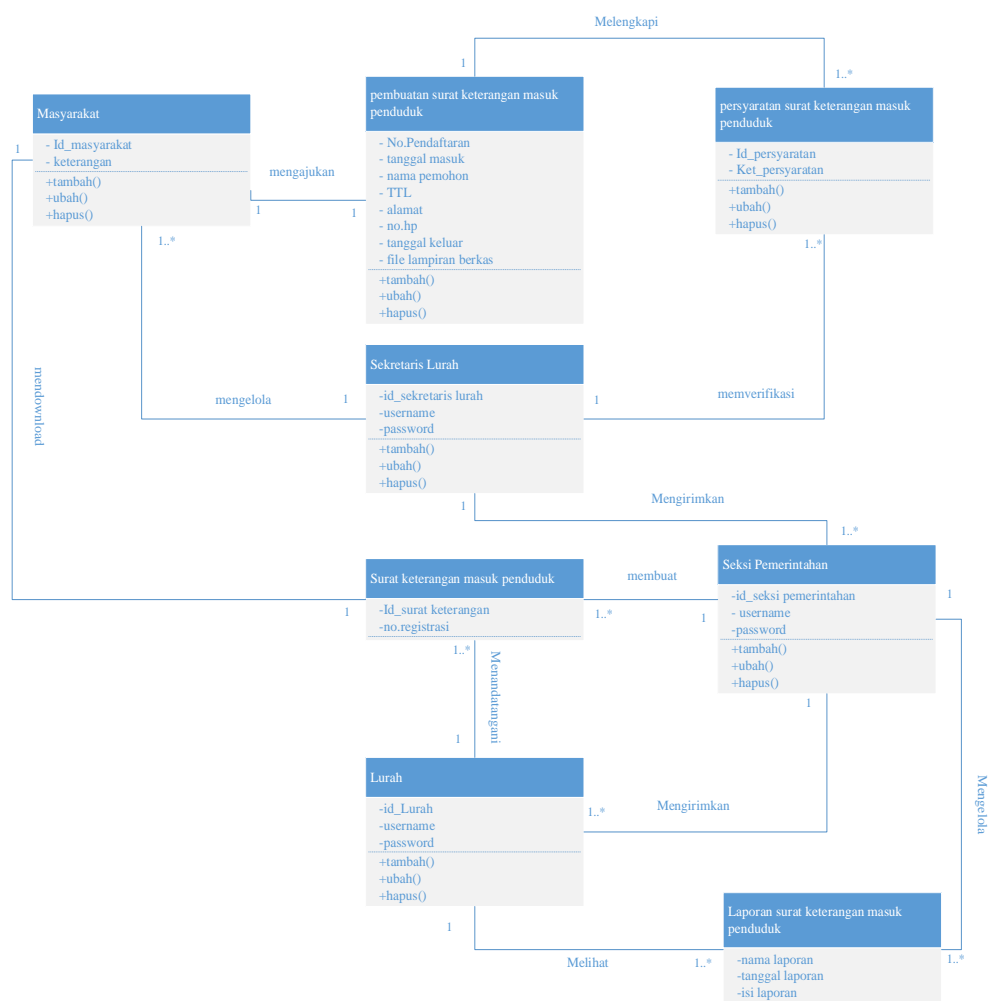 Melengkapi
1
1..*
pembuatan surat keterangan masuk
penduduk
- No.Pendaftaran
- tanggal masuk
- nama pemohon
- TTL
- alamat
- no.hp
- tanggal keluar
- file lampiran berkas
+tambah()
+ubah()
+hapus()
persyaratan surat keterangan masuk
penduduk
- Id_persyaratan
- Ket_persyaratan
+tambah()
+ubah()
+hapus()
Masyarakat
- Id_masyarakat
- keterangan
+tambah()
+ubah()
+hapus()
1
mengajukan
1
1
1..*
1..*
Sekretaris Lurah
-id_sekretaris lurah
-username
-password
+tambah()
+ubah()
+hapus()
mengelola
1
1
memverifikasi
mendownload
1
Mengirimkan
1..*
Surat keterangan masuk penduduk
-Id_surat keterangan
-no.registrasi
1
membuat
1..*
1
Seksi Pemerintahan
-id_seksi pemerintahan
- username
-password
+tambah()
+ubah()
+hapus()
1
1..*
Menandatangani
1
1
Lurah
-id_Lurah
-username
-password
+tambah()
+ubah()
+hapus()
1..*
Mengirimkan
Mengelola
1
Melihat
1..*
1..*
Laporan surat keterangan masuk
penduduk
-nama laporan
-tanggal laporan
-isi laporan